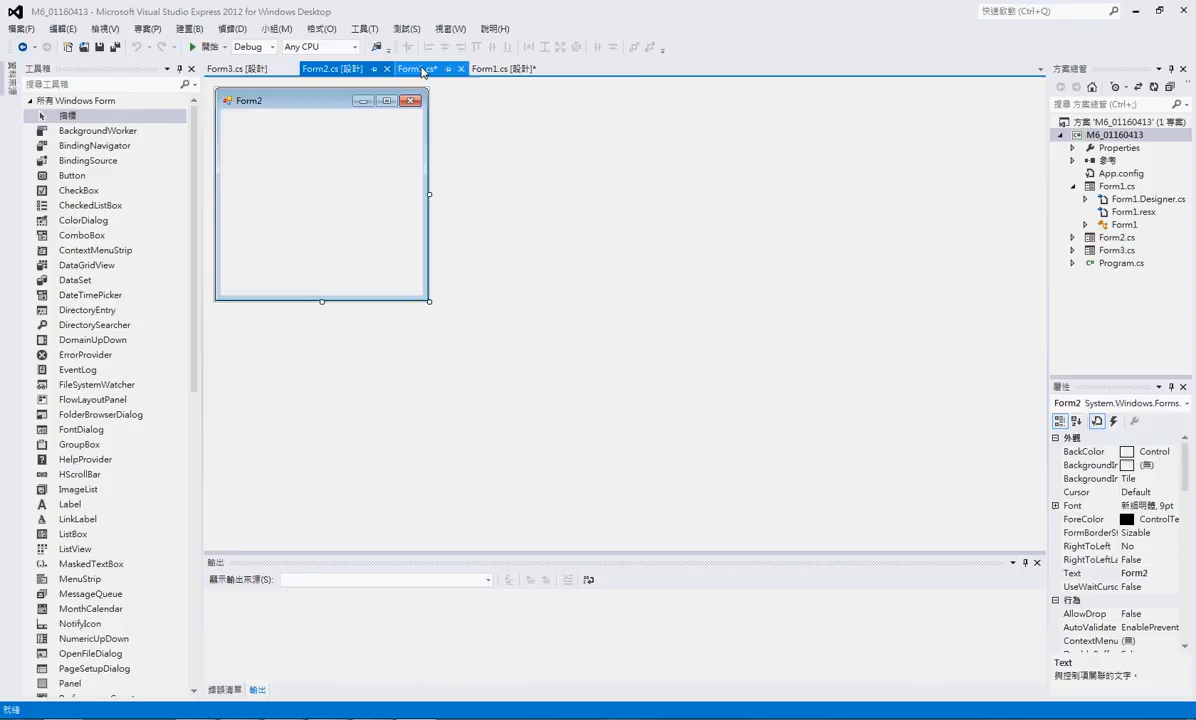 M6_01160413 - Microsoft Visual Studio Express 2012 for Windows Desktop
快速啟動 (Ctrl+Q)
檔案(F) 編輯(E) 檢視(V) 專案(P) 建置(B) 偵錯(D) 小組(M) 格式(O) 工具(T) 測試(S) 視窗(W) 說明(H)
開始 Debug Any CPU
工具箱
Form3.cs [設計] Form2.cs [設計] Form1.cs [設計]*
方案總管
搜尋工具箱
所有 Windows Form
指標
BackgroundWorker
BindingNavigator
BindingSource
Button
CheckBox
CheckedListBox
ColorDialog
ComboBox
ContextMenuStrip
DataGridView
DataSet
DateTimePicker
DirectoryEntry
DirectorySearcher
DomainUpDown
ErrorProvider
EventLog
FileSystemWatcher
FlowLayoutPanel
FolderBrowserDialog
FontDialog
GroupBox
HelpProvider
HScrollBar
ImageList
Label
LinkLabel
ListBox
ListView
MaskedTextBox
MenuStrip
MessageQueue
MonthCalendar
NotifyIcon
NumericUpDown
OpenFileDialog
PageSetupDialog
Panel
Form2
輸出
顯示輸出來源(S):
錯誤清單 輸出
就緒
搜尋 方案總管 (Ctrl+;)
方案 'M6_01160413' (1 專案)
M6_01160413
Properties
參考
App.config
Form1.cs
Form1.Designer.cs
Form1.resx
Form1
Form2.cs
Form3.cs
Program.cs
屬性
Form2 System.Windows.Forms.
外觀
BackColor Control
BackgroundIr (無)
BackgroundIr Tile
Cursor Default
Font 新細明體, 9pt
ForeColor ControlTe
FormBorderSt Sizable
RightToLeft No
RightToLeftLa False
Text Form2
UseWaitCursc False
行為
AllowDrop False
AutoValidate EnablePrevent
ContextMenu (無)
Text
與控制項關聯的文字。